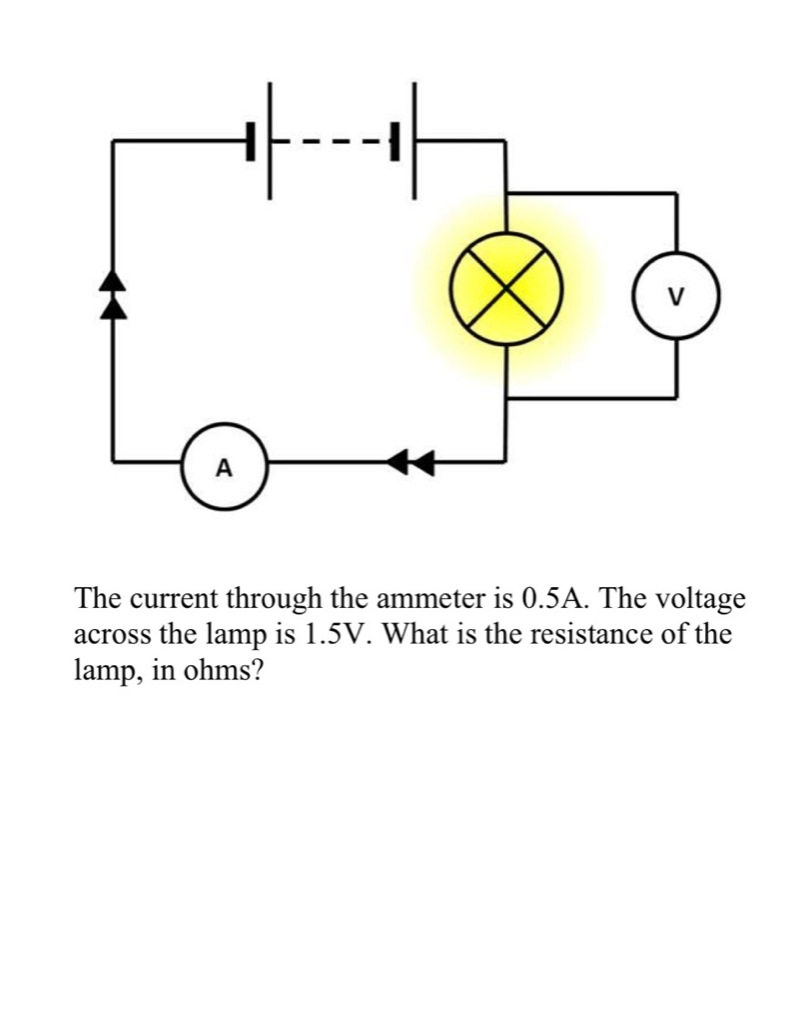 V
A
The current through the ammeter is 0.5A. The voltage
across the lamp is 1.5V. What is the resistance of the
lamp, in ohms?